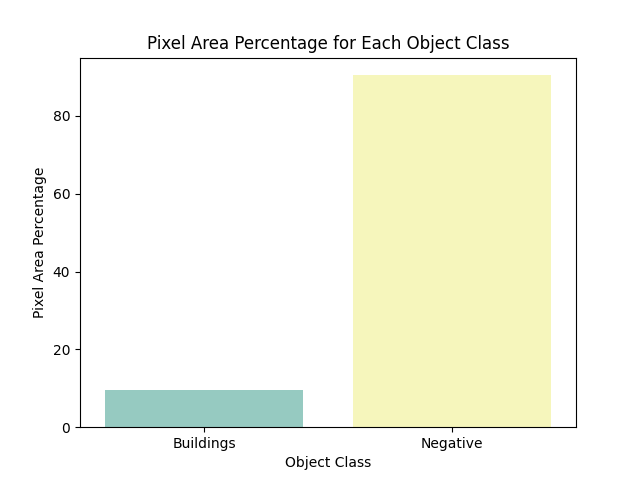 Pixel Area Percentage for Each Object Class
Pixel Area Percentage
80
60
40
20
0
Buildings
Negative
Object Class